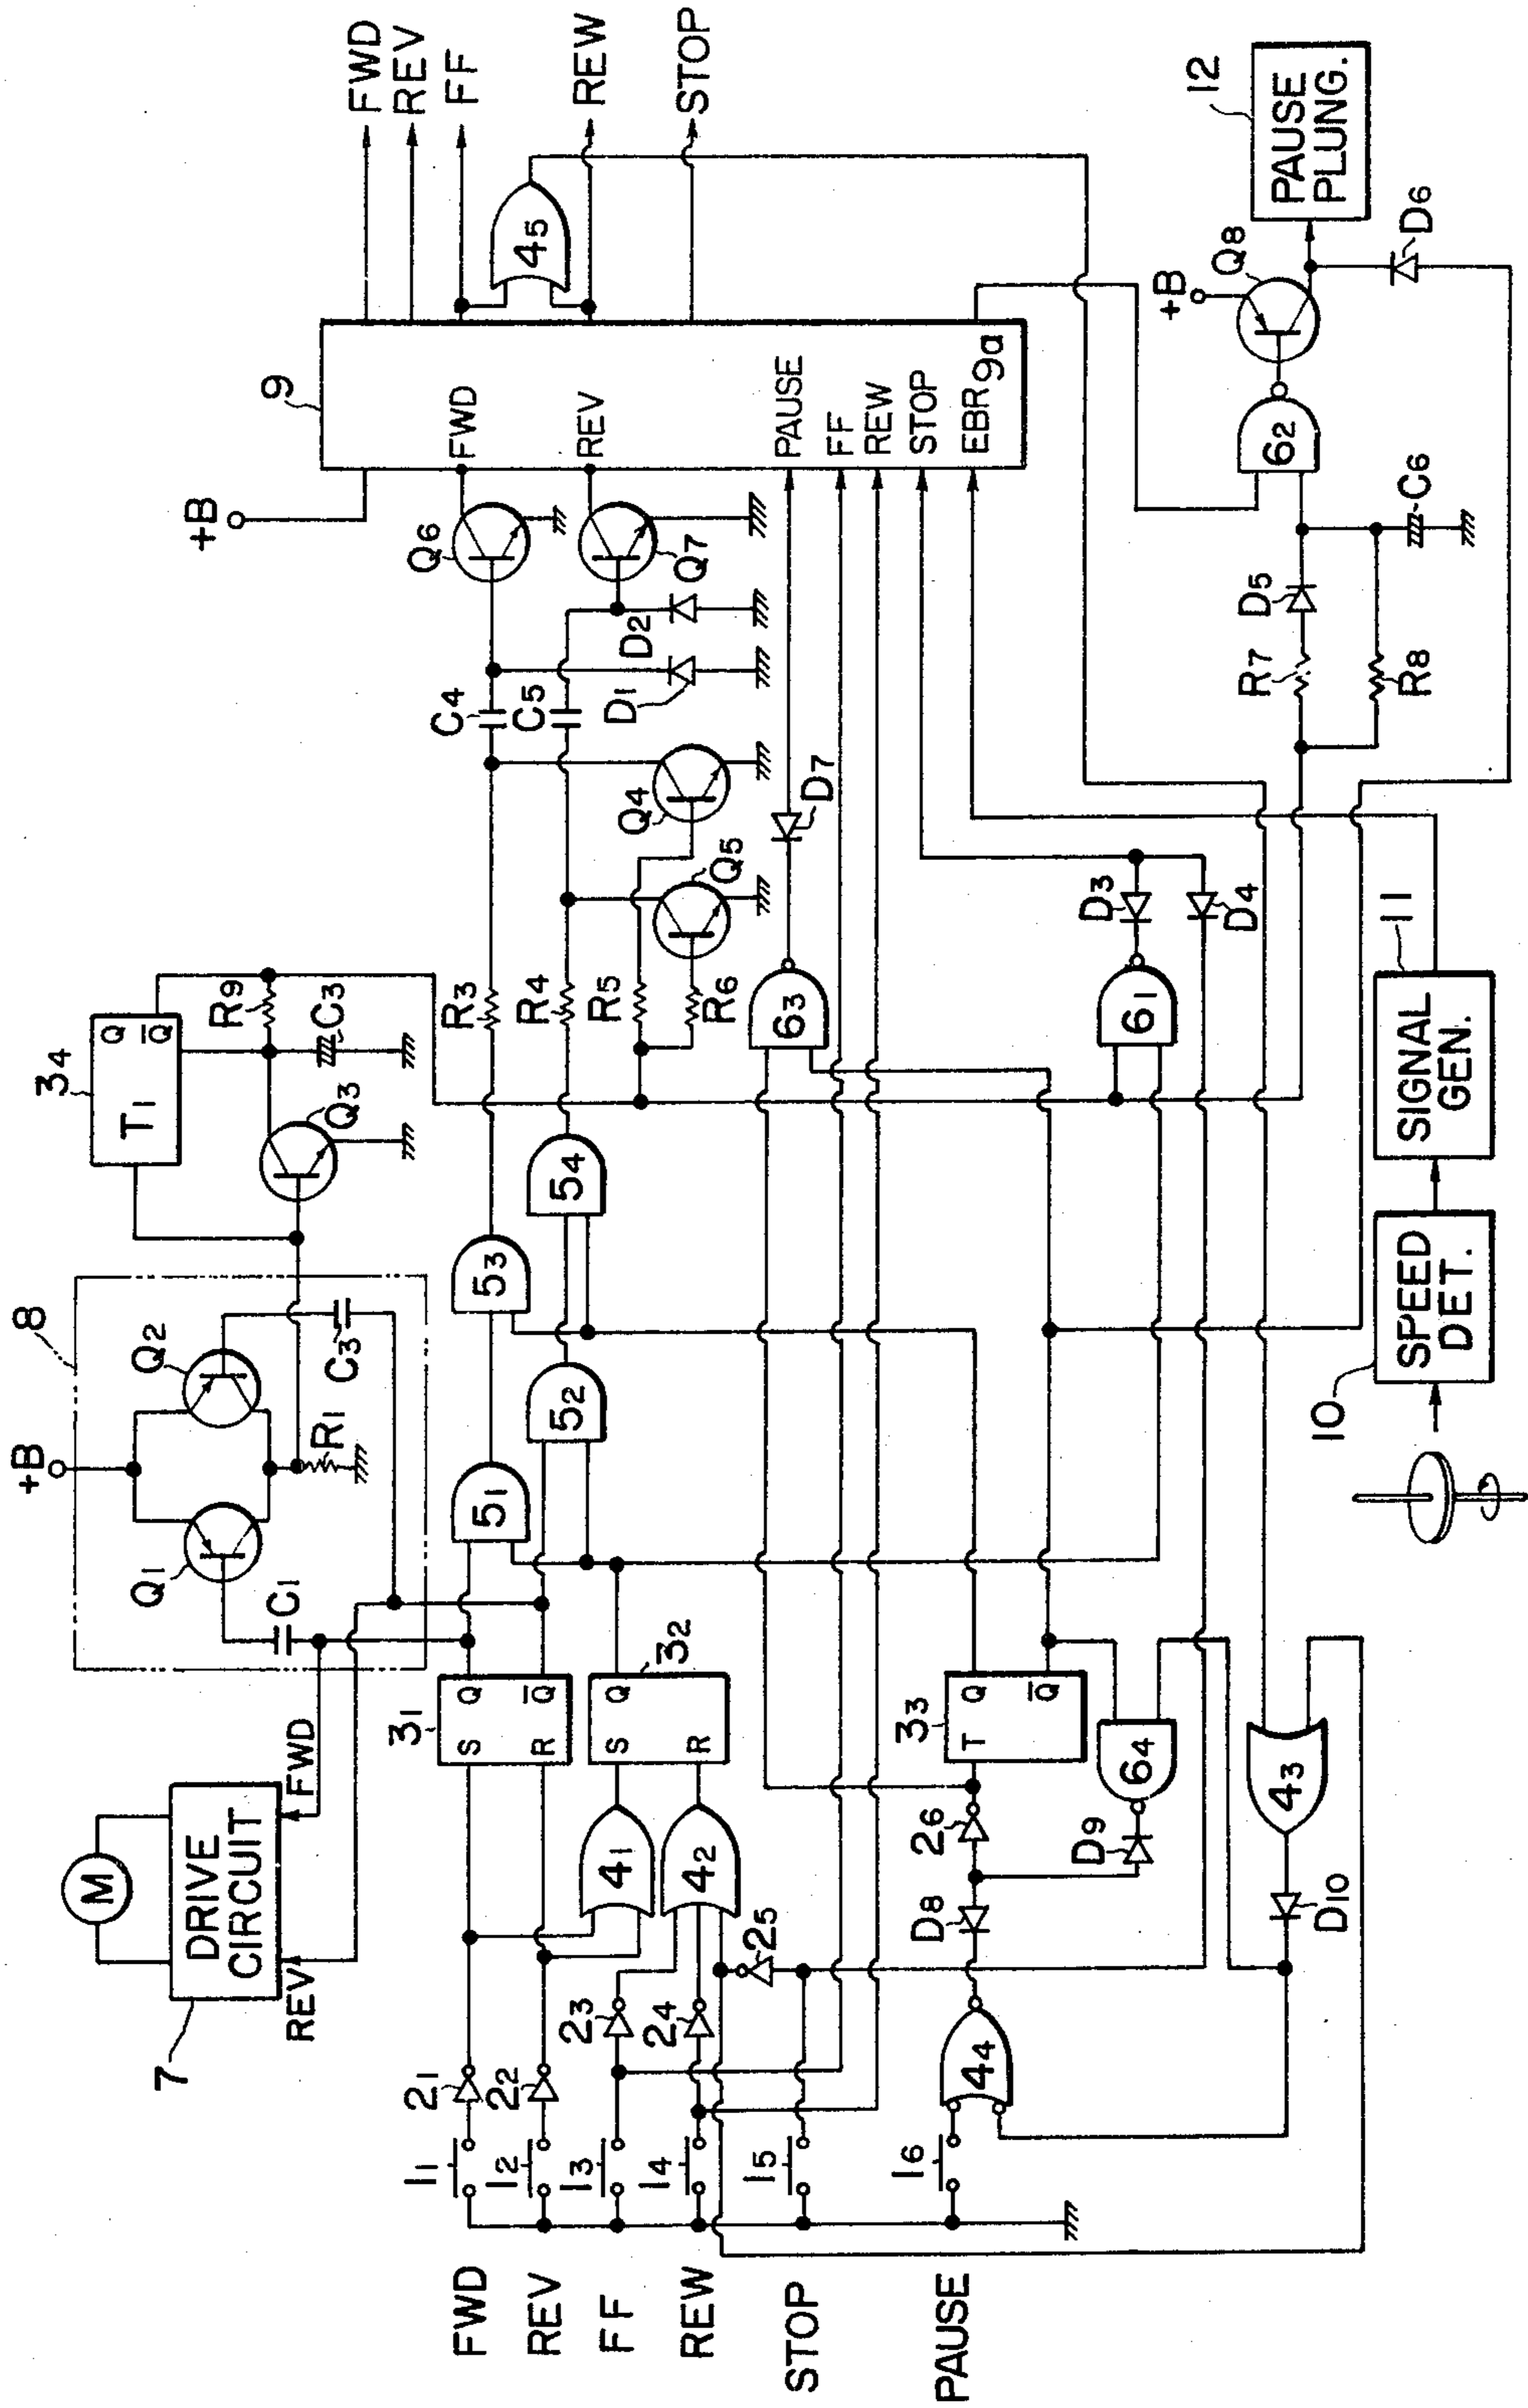 FWD
REV
FF
REW
STOP
PAUSE
1₁
1₂
1₃
1₄
1₅
1₆
2₁
2₂
2₃
2₄
2₅
2₆
M
7
DRIVE
CIRCUIT
REV
FWD
4₁
4₂
4₄
4₃
D8
D9
D10
3₁
S
Q
R
Q̅
3₂
S
Q
R
3₃
T
Q
Q̅
6₄
8
+B
Q1
Q2
C1
C3
R1
5₁
5₂
5₃
5₄
3₄
T1
Q
Q̅
Q3
R9
C3
R3
R4
R5
R6
Q4
Q5
C4
C5
D1
D2
Q6
Q7
6₃
D7
6₁
D3
D4
10
SPEED
DET.
11
SIGNAL
GEN.
R7
D5
R8
C6
6₂
+B
Q8
D6
12
PAUSE
PLUNG.
+B
9
FWD
REV
PAUSE
FF
REW
STOP
EBR
9a
4₅
FWD
REV
FF
REW
STOP